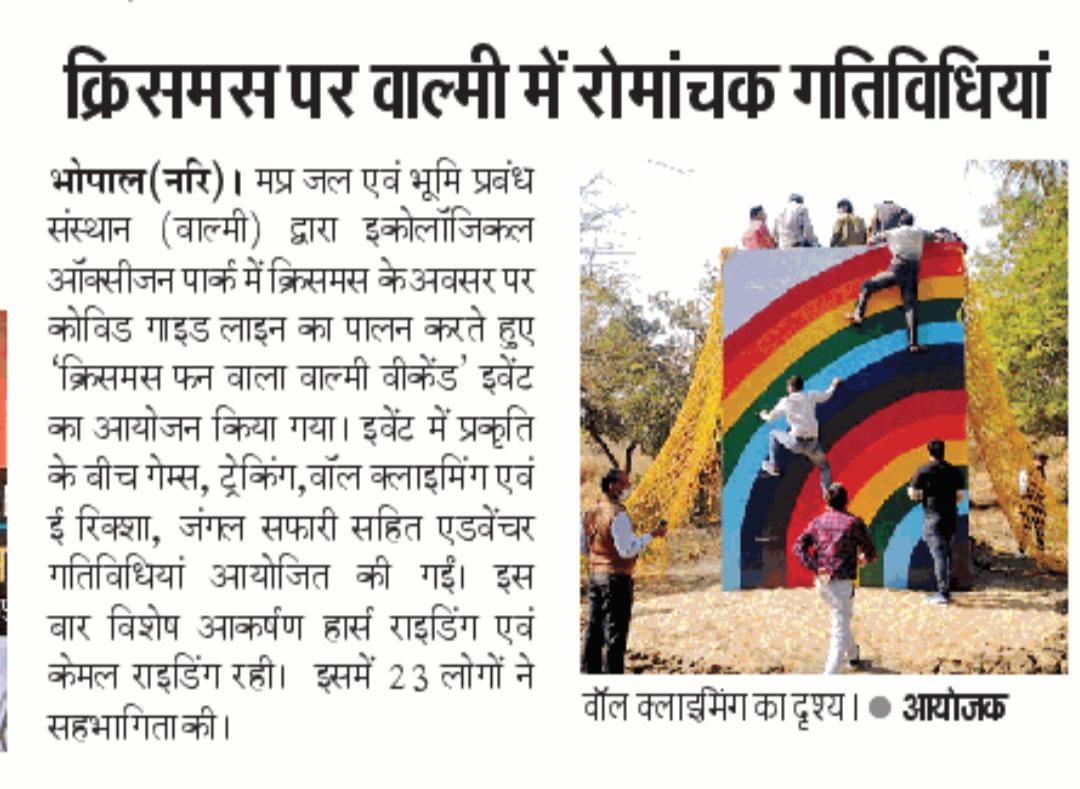 क्रिसमस पर वाल्मी में रोमांचक गतिविधियां
भोपाल(नरि)। मप्र जल एवं भूमि प्रबंध
संस्थान (वाल्मी) द्वारा इकोलॉजिकल
ऑक्सीजन पार्क में क्रिसमस के अवसर पर
कोविड गाइड लाइन का पालन करते हुए
‘क्रिसमस फन वाला वाल्मी वीकेंड’ इवेंट
का आयोजन किया गया। इवेंट में प्रकृति
के बीच गेम्स, ट्रेकिंग, वॉल क्लाइमिंग एवं
ई रिक्शा, जंगल सफारी सहित एडवेंचर
गतिविधियां आयोजित की गईं। इस
बार विशेष आकर्षण हार्स राइडिंग एवं
केमल राइडिंग रही। इसमें 23 लोगों ने
सहभागिता की।
वॉल क्लाइमिंग का दृश्य। ● आयोजक